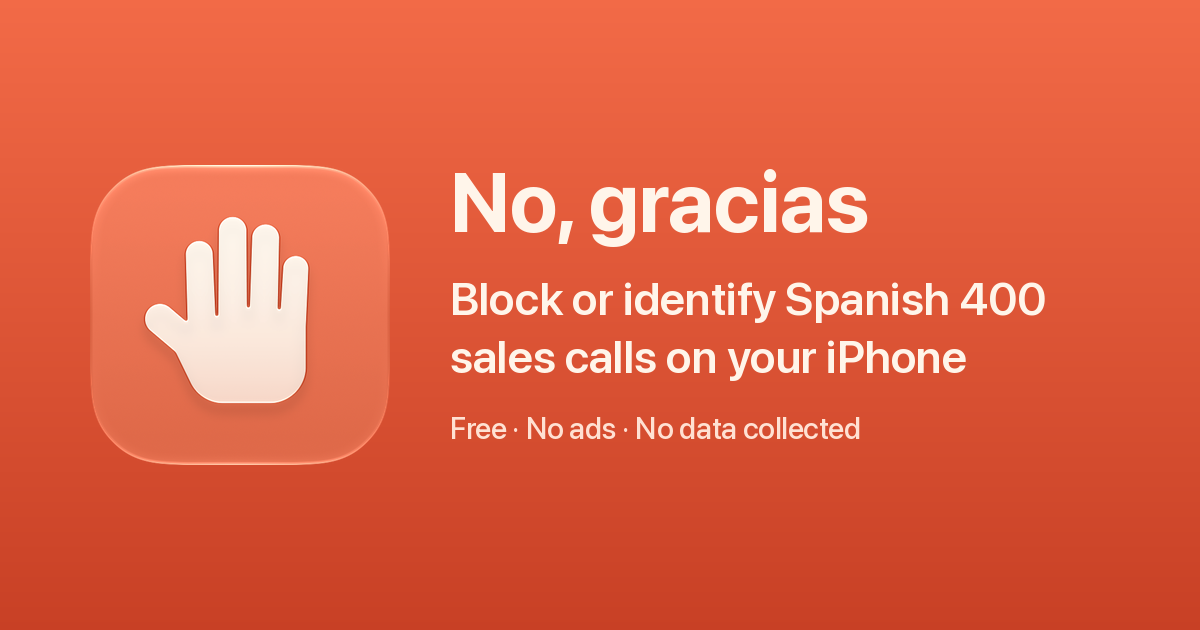 No, gracias
Block or identify Spanish 400
sales calls on your iPhone
Free · No ads · No data collected